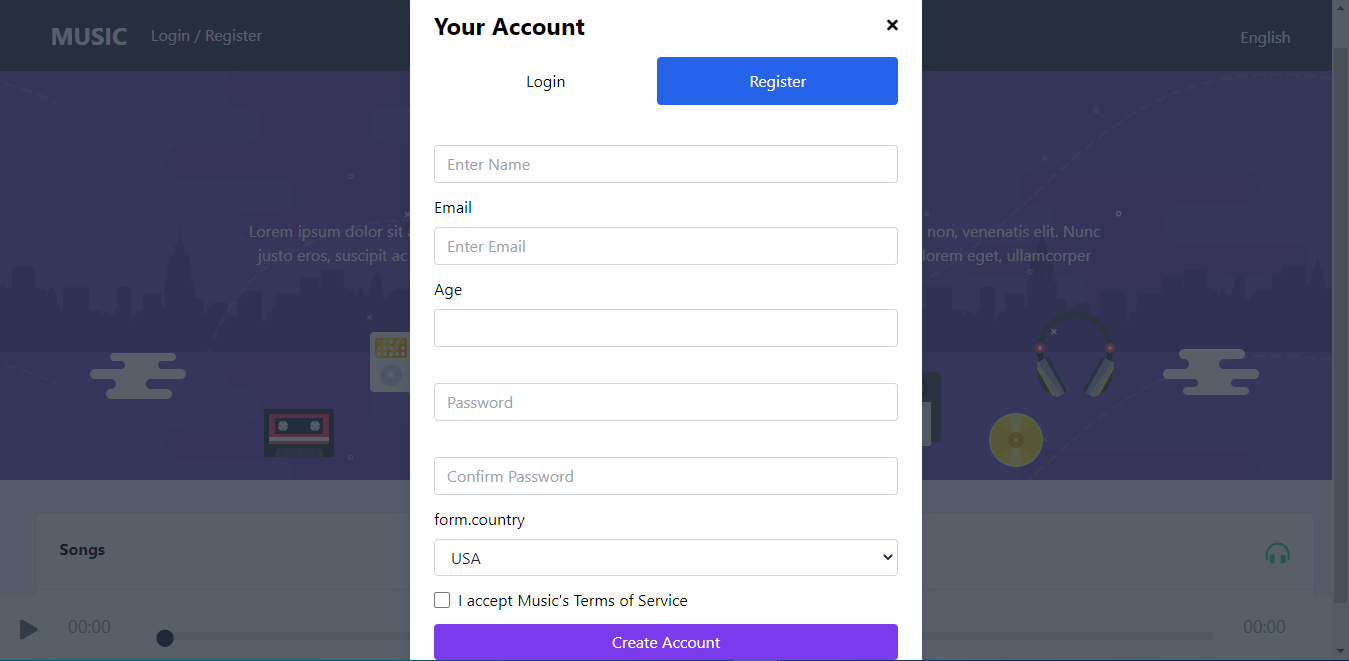 MUSIC Login / Register English
Your Account
Login Register
Enter Name
Email
Enter Email
Age
Password
Confirm Password
form.country
USA
I accept Music's Terms of Service
Create Account
Lorem ipsum dolor sit non, venenatis elit. Nunc
justo eros, suscipit ac lorem eget, ullamcorper
Songs
00:00 00:00